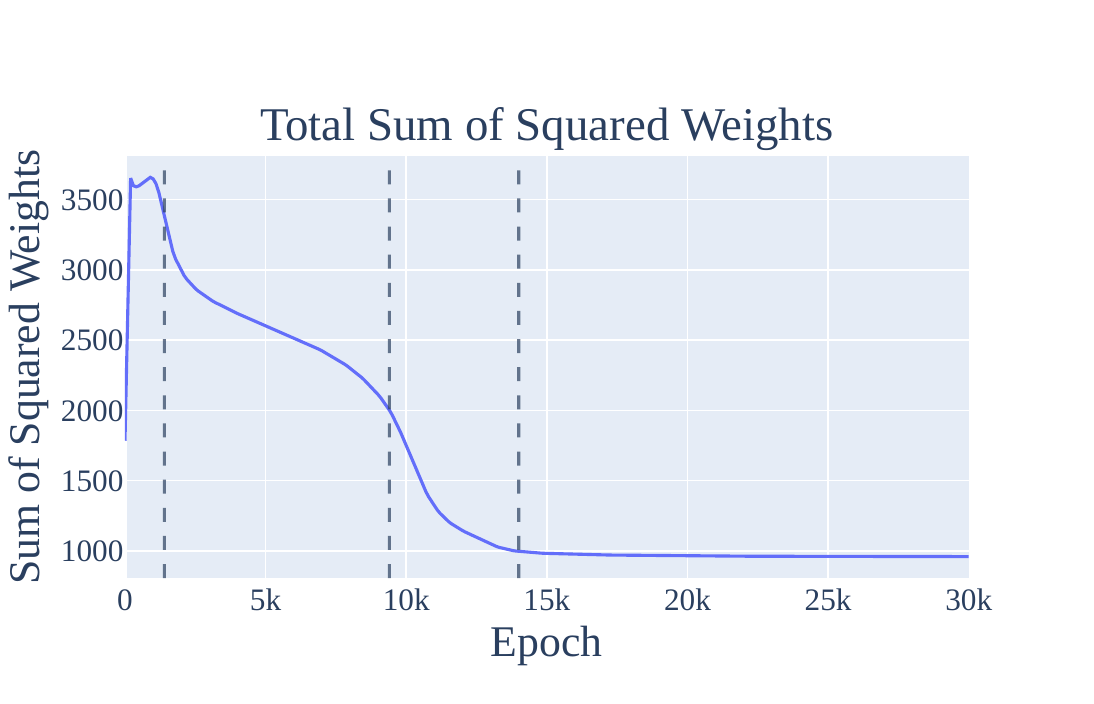 Total Sum of Squared Weights
Sum of Squared Weights
3500
3000
2500
2000
1500
1000
0 5k 10k 15k 20k 25k 30k
Epoch